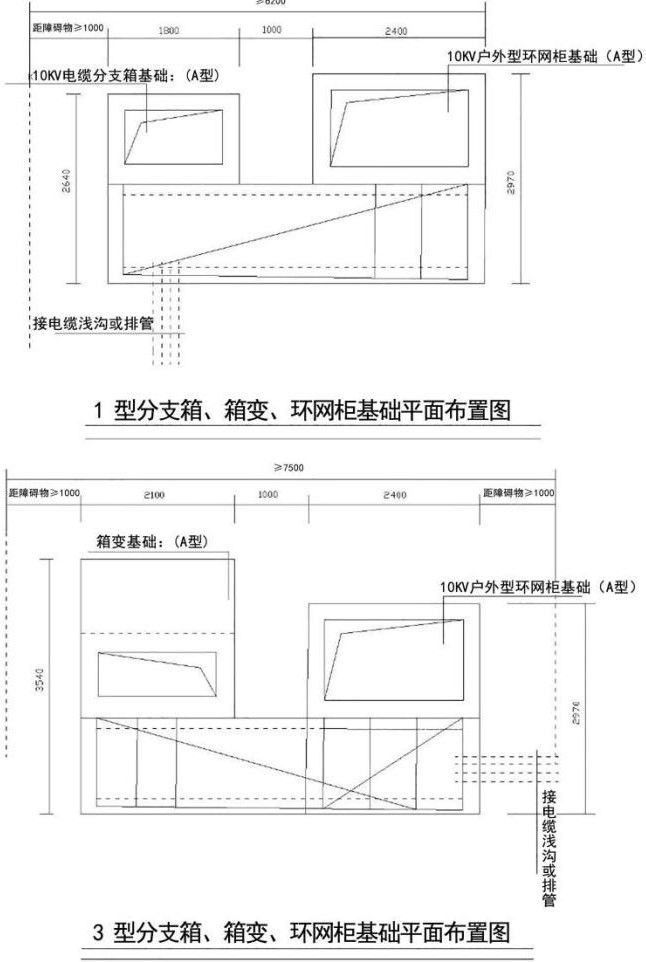 ≥6200
距障碍物≥1000
1800
1000
2400
10KV户外型环网柜基础（A型）
10KV电缆分支箱基础：（A型）
2640
2970
接电缆浅沟或排管
1 型分支箱、箱变、环网柜基础平面布置图
≥7500
距障碍物≥1000
2100
1000
2400
距障碍物≥1000
箱变基础：（A型）
10KV户外型环网柜基础（A型）
3540
2970
接电缆浅沟或排管
3 型分支箱、箱变、环网柜基础平面布置图